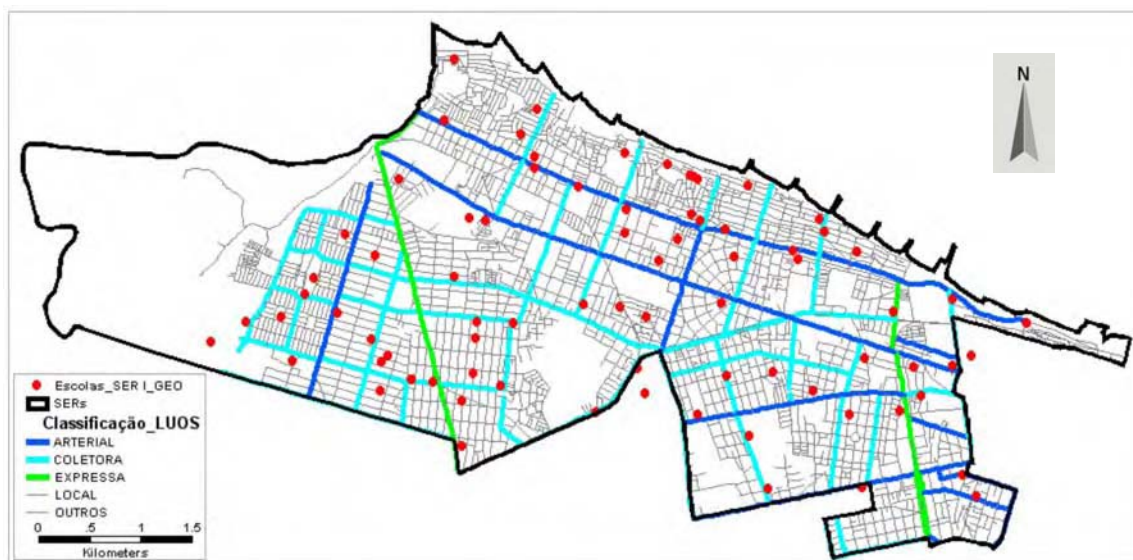 N
Escolas_SER I_GEO
SERs
Classificação_LUOS
ARTERIAL
COLETORA
EXPRESSA
LOCAL
OUTROS
0 .5 1 1.5
Kilometers